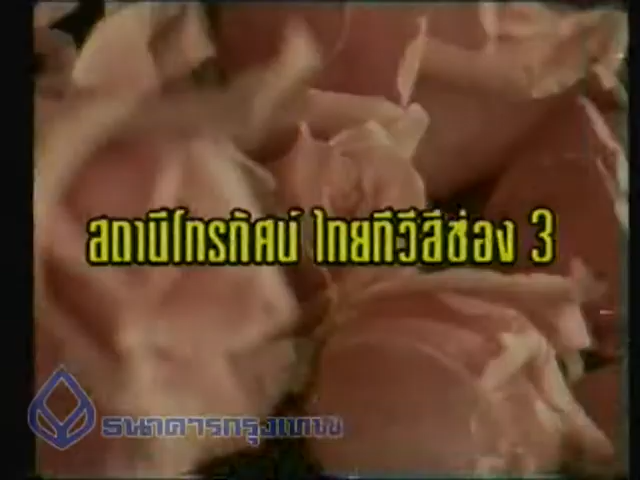 สถานีโทรทัศน์ ไทยทีวีสีช่อง 3
ธนาคารกรุงเทพ